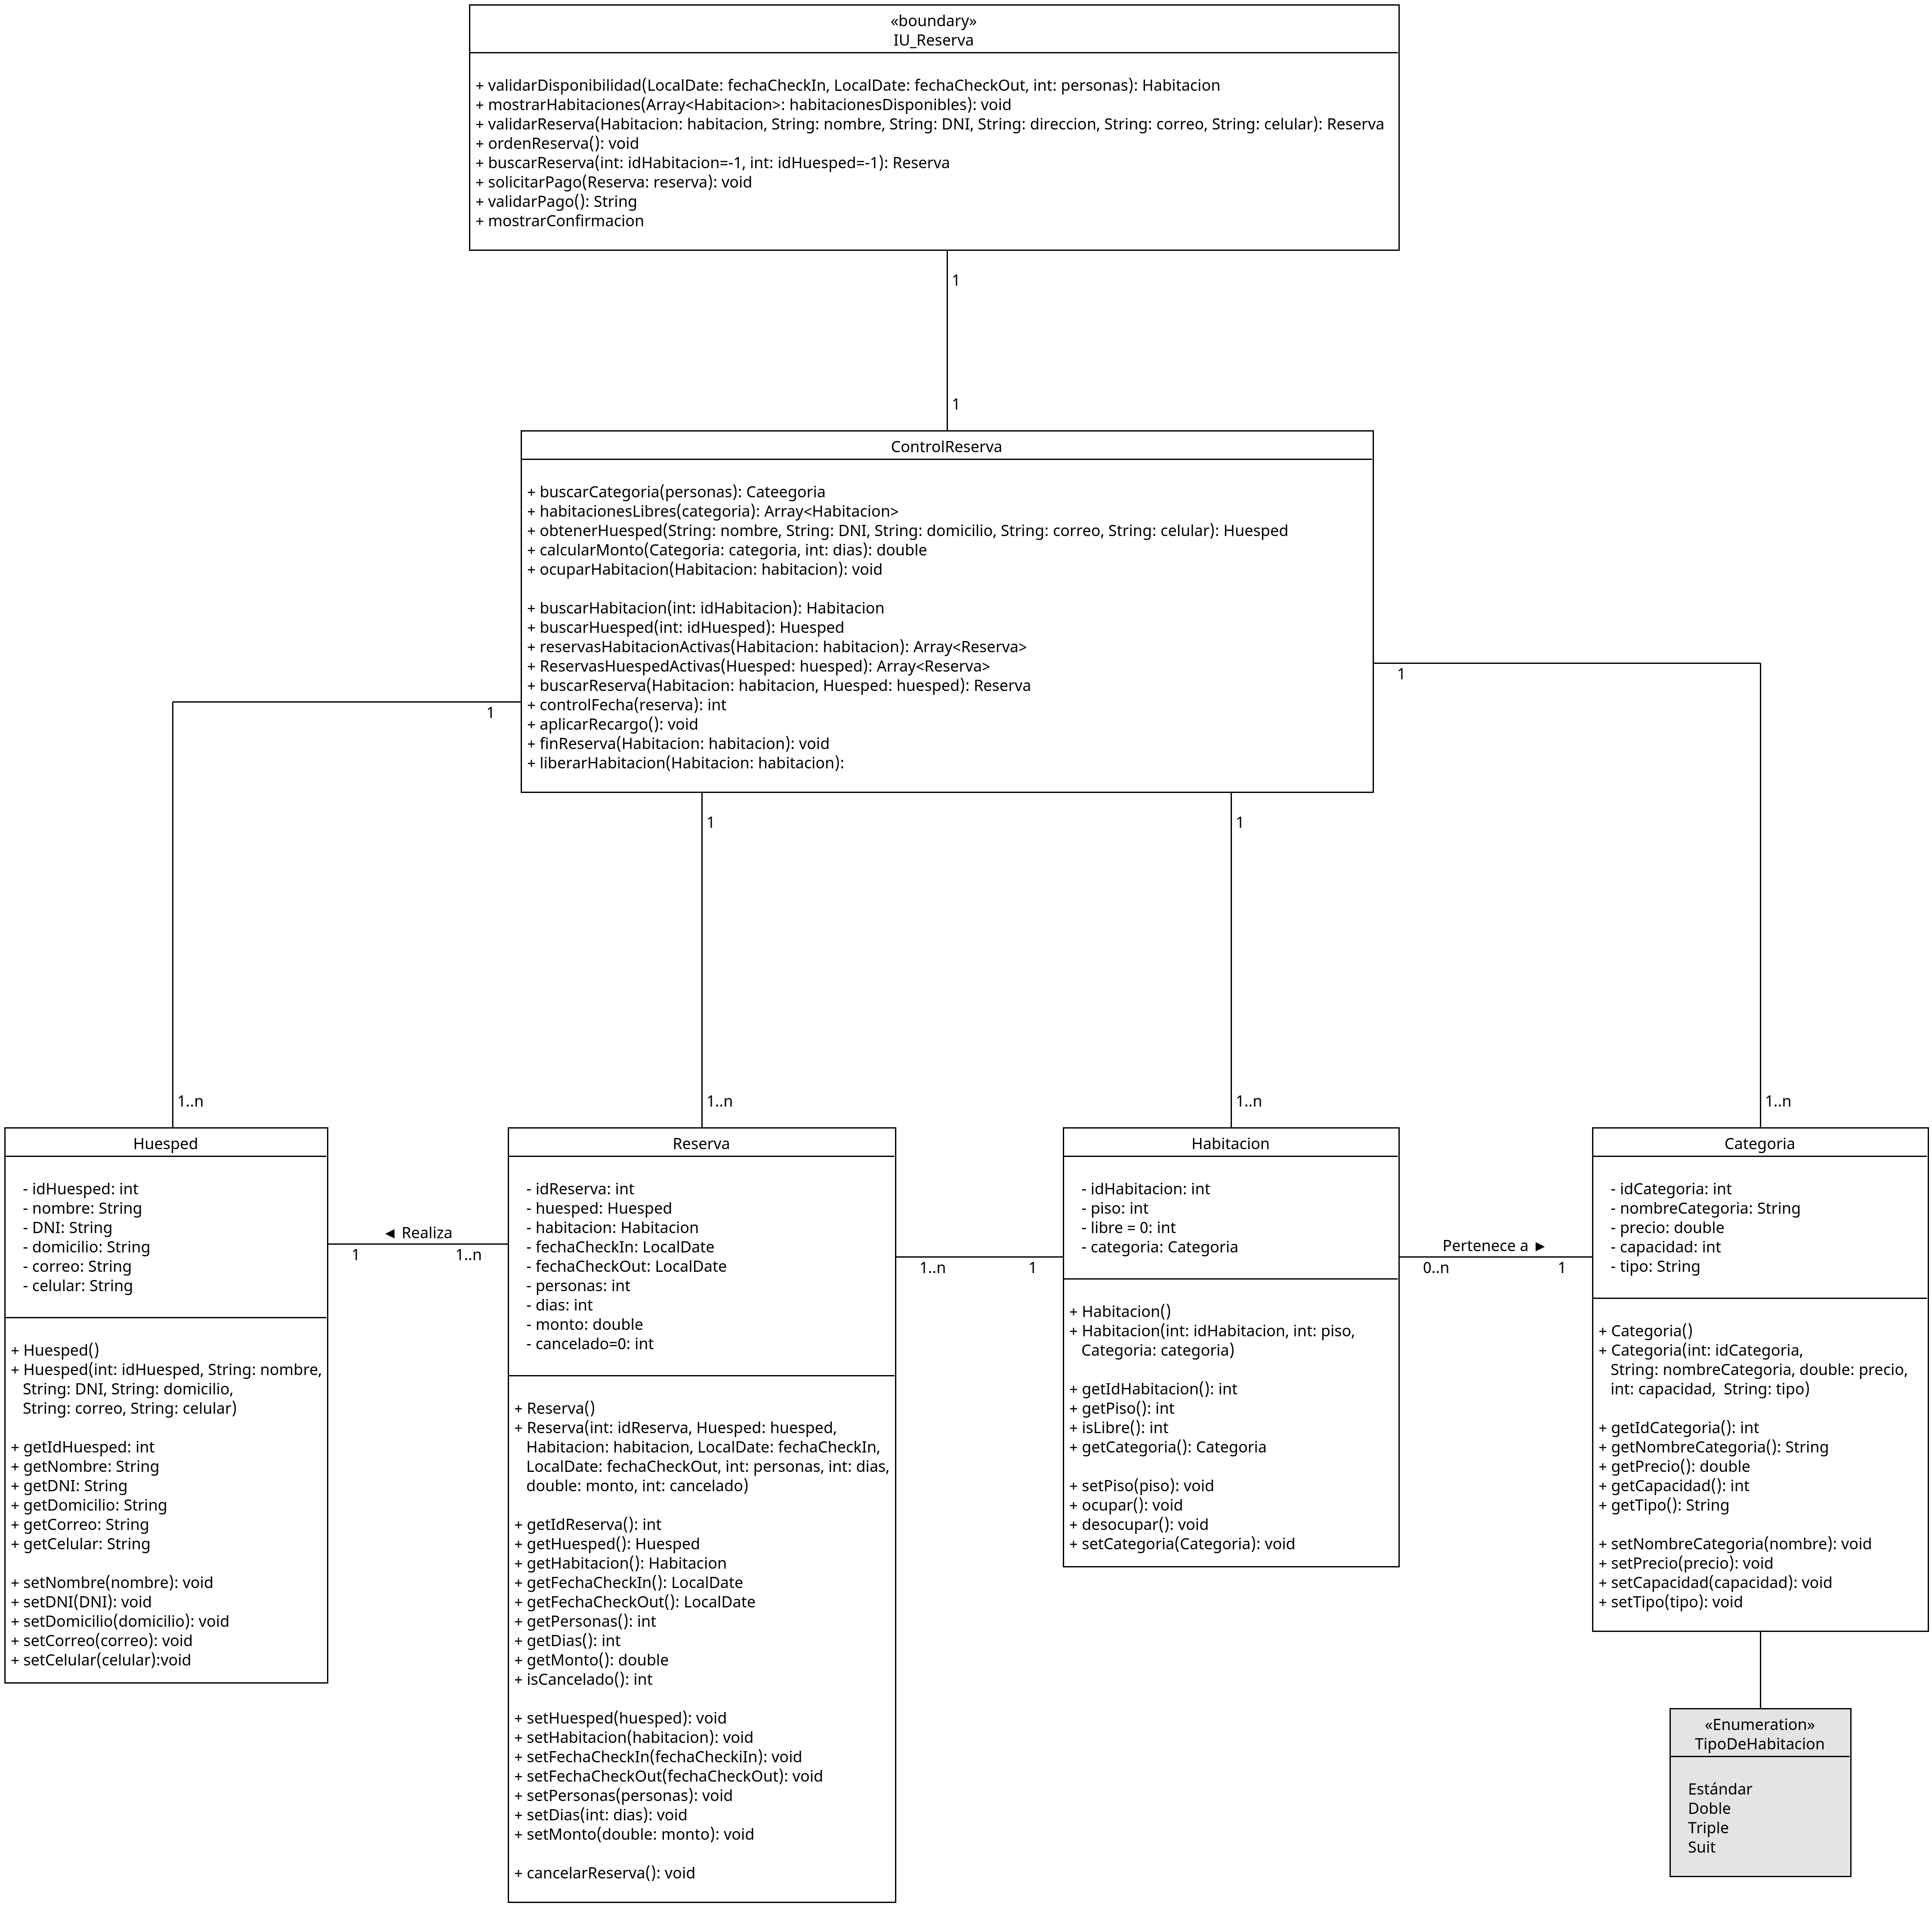 «boundary»
IU_Reserva
+ validarDisponibilidad(LocalDate: fechaCheckIn, LocalDate: fechaCheckOut, int: personas): Habitacion
+ mostrarHabitaciones(Array<Habitacion>: habitacionesDisponibles): void
+ validarReserva(Habitacion: habitacion, String: nombre, String: DNI, String: direccion, String: correo, String: celular): Reserva
+ ordenReserva(): void
+ buscarReserva(int: idHabitacion=-1, int: idHuesped=-1): Reserva
+ solicitarPago(Reserva: reserva): void
+ validarPago(): String
+ mostrarConfirmacion
1
1
ControlReserva
+ buscarCategoria(personas): Cateegoria
+ habitacionesLibres(categoria): Array<Habitacion>
+ obtenerHuesped(String: nombre, String: DNI, String: domicilio, String: correo, String: celular): Huesped
+ calcularMonto(Categoria: categoria, int: dias): double
+ ocuparHabitacion(Habitacion: habitacion): void
+ buscarHabitacion(int: idHabitacion): Habitacion
+ buscarHuesped(int: idHuesped): Huesped
+ reservasHabitacionActivas(Habitacion: habitacion): Array<Reserva>
+ ReservasHuespedActivas(Huesped: huesped): Array<Reserva>
+ buscarReserva(Habitacion: habitacion, Huesped: huesped): Reserva
+ controlFecha(reserva): int
+ aplicarRecargo(): void
+ finReserva(Habitacion: habitacion): void
+ liberarHabitacion(Habitacion: habitacion):
1
1
1
1
1..n
1..n
1..n
1..n
Huesped
- idHuesped: int
- nombre: String
- DNI: String
- domicilio: String
- correo: String
- celular: String
+ Huesped()
+ Huesped(int: idHuesped, String: nombre,
String: DNI, String: domicilio,
String: correo, String: celular)
+ getIdHuesped: int
+ getNombre: String
+ getDNI: String
+ getDomicilio: String
+ getCorreo: String
+ getCelular: String
+ setNombre(nombre): void
+ setDNI(DNI): void
+ setDomicilio(domicilio): void
+ setCorreo(correo): void
+ setCelular(celular):void
◄ Realiza
1
1..n
Reserva
- idReserva: int
- huesped: Huesped
- habitacion: Habitacion
- fechaCheckIn: LocalDate
- fechaCheckOut: LocalDate
- personas: int
- dias: int
- monto: double
- cancelado=0: int
+ Reserva()
+ Reserva(int: idReserva, Huesped: huesped,
Habitacion: habitacion, LocalDate: fechaCheckIn,
LocalDate: fechaCheckOut, int: personas, int: dias,
double: monto, int: cancelado)
+ getIdReserva(): int
+ getHuesped(): Huesped
+ getHabitacion(): Habitacion
+ getFechaCheckIn(): LocalDate
+ getFechaCheckOut(): LocalDate
+ getPersonas(): int
+ getDias(): int
+ getMonto(): double
+ isCancelado(): int
+ setHuesped(huesped): void
+ setHabitacion(habitacion): void
+ setFechaCheckIn(fechaCheckiIn): void
+ setFechaCheckOut(fechaCheckOut): void
+ setPersonas(personas): void
+ setDias(int: dias): void
+ setMonto(double: monto): void
+ cancelarReserva(): void
1..n
1
Habitacion
- idHabitacion: int
- piso: int
- libre = 0: int
- categoria: Categoria
+ Habitacion()
+ Habitacion(int: idHabitacion, int: piso,
Categoria: categoria)
+ getIdHabitacion(): int
+ getPiso(): int
+ isLibre(): int
+ getCategoria(): Categoria
+ setPiso(piso): void
+ ocupar(): void
+ desocupar(): void
+ setCategoria(Categoria): void
Pertenece a ►
0..n
1
Categoria
- idCategoria: int
- nombreCategoria: String
- precio: double
- capacidad: int
- tipo: String
+ Categoria()
+ Categoria(int: idCategoria,
String: nombreCategoria, double: precio,
int: capacidad,  String: tipo)
+ getIdCategoria(): int
+ getNombreCategoria(): String
+ getPrecio(): double
+ getCapacidad(): int
+ getTipo(): String
+ setNombreCategoria(nombre): void
+ setPrecio(precio): void
+ setCapacidad(capacidad): void
+ setTipo(tipo): void
«Enumeration»
TipoDeHabitacion
Estándar
Doble
Triple
Suit